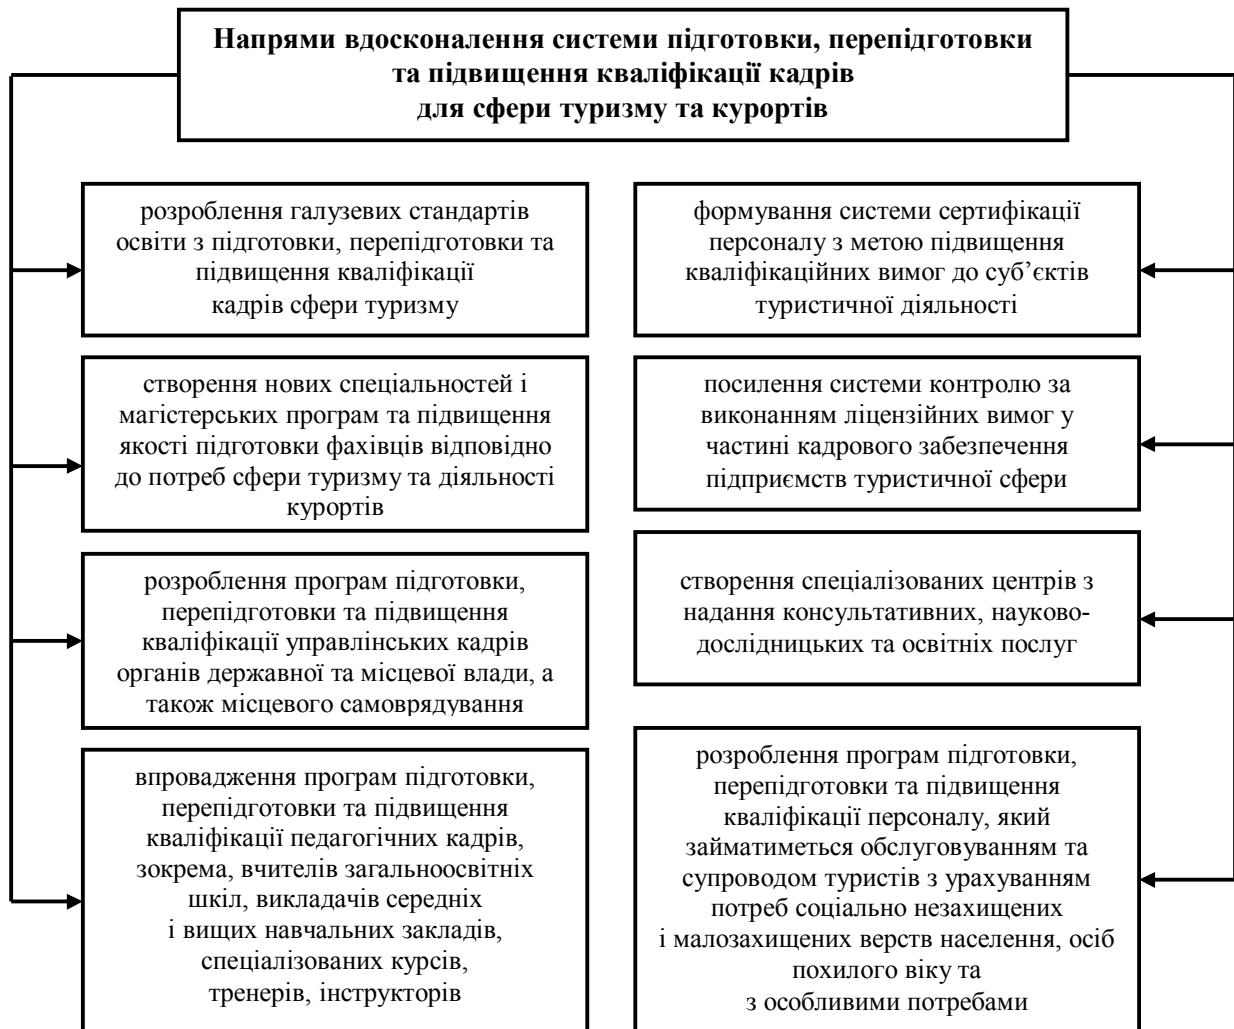 Напрями вдосконалення системи підготовки, перепідготовки
та підвищення кваліфікації кадрів
для сфери туризму та курортів
розроблення галузевих стандартів
освіти з підготовки, перепідготовки та
підвищення кваліфікації
кадрів сфери туризму
створення нових спеціальностей і
магістерських програм та підвищення
якості підготовки фахівців відповідно
до потреб сфери туризму та діяльності
курортів
розроблення програм підготовки,
перепідготовки та підвищення
кваліфікації управлінських кадрів
органів державної та місцевої влади, а
також місцевого самоврядування
впровадження програм підготовки,
перепідготовки та підвищення
кваліфікації педагогічних кадрів,
зокрема, вчителів загальноосвітніх
шкіл, викладачів середніх
і вищих навчальних закладів,
спеціалізованих курсів,
тренерів, інструкторів
формування системи сертифікації
персоналу з метою підвищення
кваліфікаційних вимог до суб’єктів
туристичної діяльності
посилення системи контролю за
виконанням ліцензійних вимог у
частині кадрового забезпечення
підприємств туристичної сфери
створення спеціалізованих центрів з
надання консультативних, науково-
дослідницьких та освітніх послуг
розроблення програм підготовки,
перепідготовки та підвищення
кваліфікації персоналу, який
займатиметься обслуговуванням та
супроводом туристів з урахуванням
потреб соціально незахищених
і малозахищених верств населення, осіб
похилого віку та
з особливими потребами